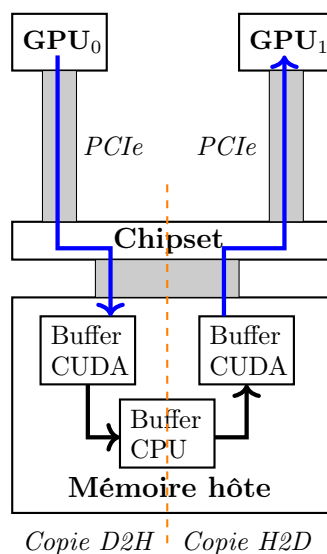 GPU₀ GPU₁
PCIe PCIe
Chipset
Buffer Buffer
CUDA CUDA
Buffer
CPU
Mémoire hôte
Copie D2H Copie H2D